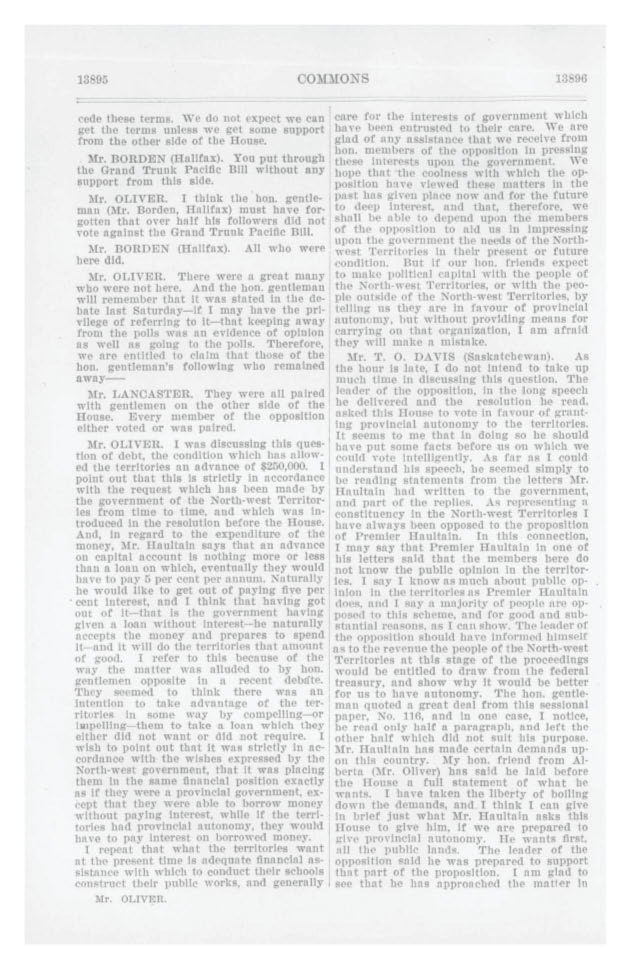 13895 COMMONS 13896
cede these terms. We do not expect we can
get the terms unless we get some support
from the other side of the House.
Mr. BORDEN (Halifax). You put through
the Grand Trunk Pacific Bill without any
support from this side.
Mr. OLIVER. I think the hon. gentle-
man (Mr. Borden, Halifax) must have for-
gotten that over half his followers did not
vote against the Grand Trunk Pacific Bill.
Mr. BORDEN (Halifax). All who were
here did.
Mr. OLIVER. There were a great many
who were not here. And the hon. gentleman
will remember that it was stated in the de-
bate last Saturday—if I may have the pri-
vilege of referring to it—that keeping away
from the polls was an evidence of opinion
as well as going to the polls. Therefore,
we are entitled to claim that those of the
hon. gentleman's following who remained
away—
Mr. LANCASTER. They were all paired
with gentlemen on the other side of the
House. Every member of the opposition
either voted or was paired.
Mr. OLIVER. I was discussing this ques-
tion of debt, the condition which has allow-
ed the territories an advance of $250,000. I
point out that this is strictly in accordance
with the request which has been made by
the government of the North-west Territor-
ies from time to time, and which was in-
troduced in the resolution before the House.
And, in regard to the expenditure of the
money, Mr. Haultain says that an advance
on capital account is nothing more or less
than a loan on which, eventually they would
have to pay 5 per cent per annum. Naturally
he would like to get out of paying five per
cent interest, and I think that having got
out of it—that is the government having
given a loan without interest—he naturally
accepts the money and prepares to spend
it—and it will do the territories that amount
of good. I refer to this because of the
way the matter was alluded to by hon.
gentlemen opposite in a recent debate.
They seemed to think there was an
intention to take advantage of the ter-
ritories in some way by compelling—or
impelling—them to take a loan which they
either did not want or did not require. I
wish to point out that it was strictly in ac-
cordance with the wishes expressed by the
North-west government, that it was placing
them in the same financial position exactly
as if they were a provincial government, ex-
cept that they were able to borrow money
without paying interest, while if the terri-
tories had provincial autonomy, they would
have to pay interest on borrowed money.
I repeat that what the territories want
at the present time is adequate financial as-
sistance with which to conduct their schools
construct their public works, and generally
Mr. OLIVER.
care for the interests of government which
have been entrusted to their care. We are
glad of any assistance that we receive from
hon. members of the opposition in pressing
these interests upon the government. We
hope that the coolness with which the op-
position have viewed these matters in the
past has given place now and for the future
to deep interest, and that, therefore, we
shall be able to depend upon the members
of the opposition to aid us in impressing
upon the government the needs of the North-
west Territories in their present or future
condition. But if our hon. friends expect
to make political capital with the people of
the North-west Territories, or with the peo-
ple outside of the North-west Territories, by
telling us they are in favour of provincial
autonomy, but without providing means for
carrying on that organization, I am afraid
they will make a mistake.
Mr. T. O. DAVIS (Saskatchewan). As
the hour is late, I do not intend to take up
much time in discussing this question. The
leader of the opposition, in the long speech
he delivered and the resolution he read,
asked this House to vote in favour of grant-
ing provincial autonomy to the territories.
It seems to me that in doing so he should
have put some facts before us on which we
could vote intelligently. As far as I could
understand his speech, he seemed simply to
be reading statements from the letters Mr.
Haultain had written to the government,
and part of the replies. As representing a
constituency in the North-west Territories I
have always been opposed to the proposition
of Premier Haultain. In this connection,
I may say that Premier Haultain in one of
his letters said that the members here do
not know the public opinion in the territor-
ies. I say I know as much about public op-
inion in the territories as Premier Haultain
does, and I say a majority of people are op-
posed to this scheme, and for good and sub-
stantial reasons, as I can show. The leader of
the opposition should have informed himself
as to the revenue the people of the North-west
Territories at this stage of the proceedings
would be entitled to draw from the federal
treasury, and show why it would be better
for us to have autonomy. The hon. gentle-
man quoted a great deal from this sessional
paper, No. 116, and in one case, I notice,
he read only half a paragraph, and left the
other half which did not suit his purpose.
Mr. Haultain has made certain demands up-
on this country. My hon. friend from Al-
berta (Mr. Oliver) has said he laid before
the House a full statement of what he
wants. I have taken the liberty of boiling
down the demands, and I think I can give
in brief just what Mr. Haultain asks this
House to give him, if we are prepared to
give provincial autonomy. He wants first,
all the public lands. The leader of the
opposition said he was prepared to support
that part of the proposition. I am glad to
see that he has approached the matter in